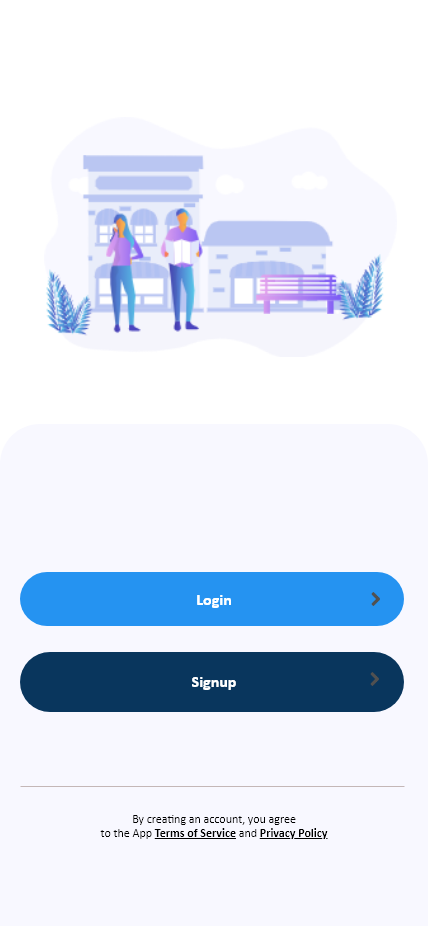 Login
Signup
By creating an account, you agree
to the App Terms of Service and Privacy Policy